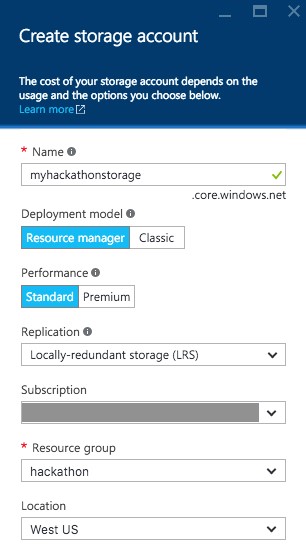 Create storage account
The cost of your storage account depends on the
usage and the options you choose below.
Learn more
* Name
myhackathonstorage
.core.windows.net
Deployment model
Resource manager Classic
Performance
Standard Premium
Replication
Locally-redundant storage (LRS)
Subscription
* Resource group
hackathon
Location
West US